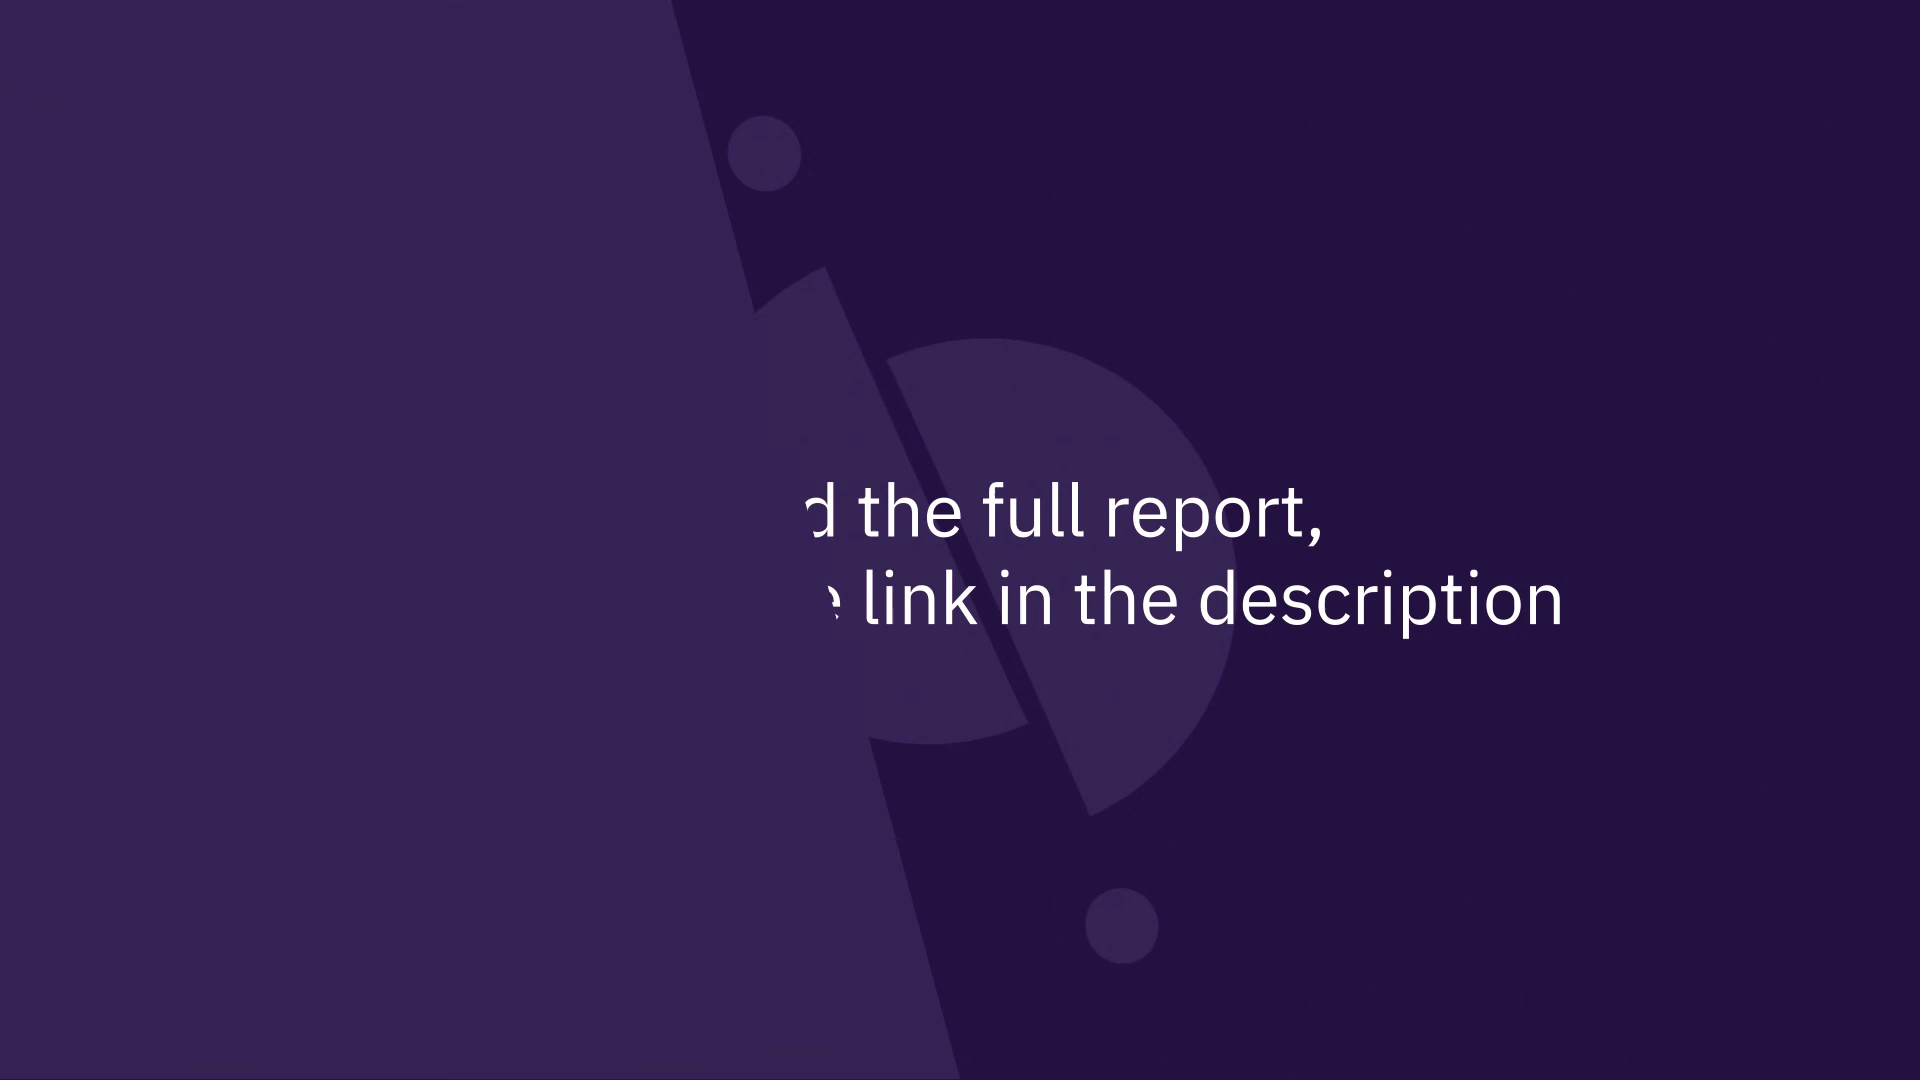 the full report,
link in the description